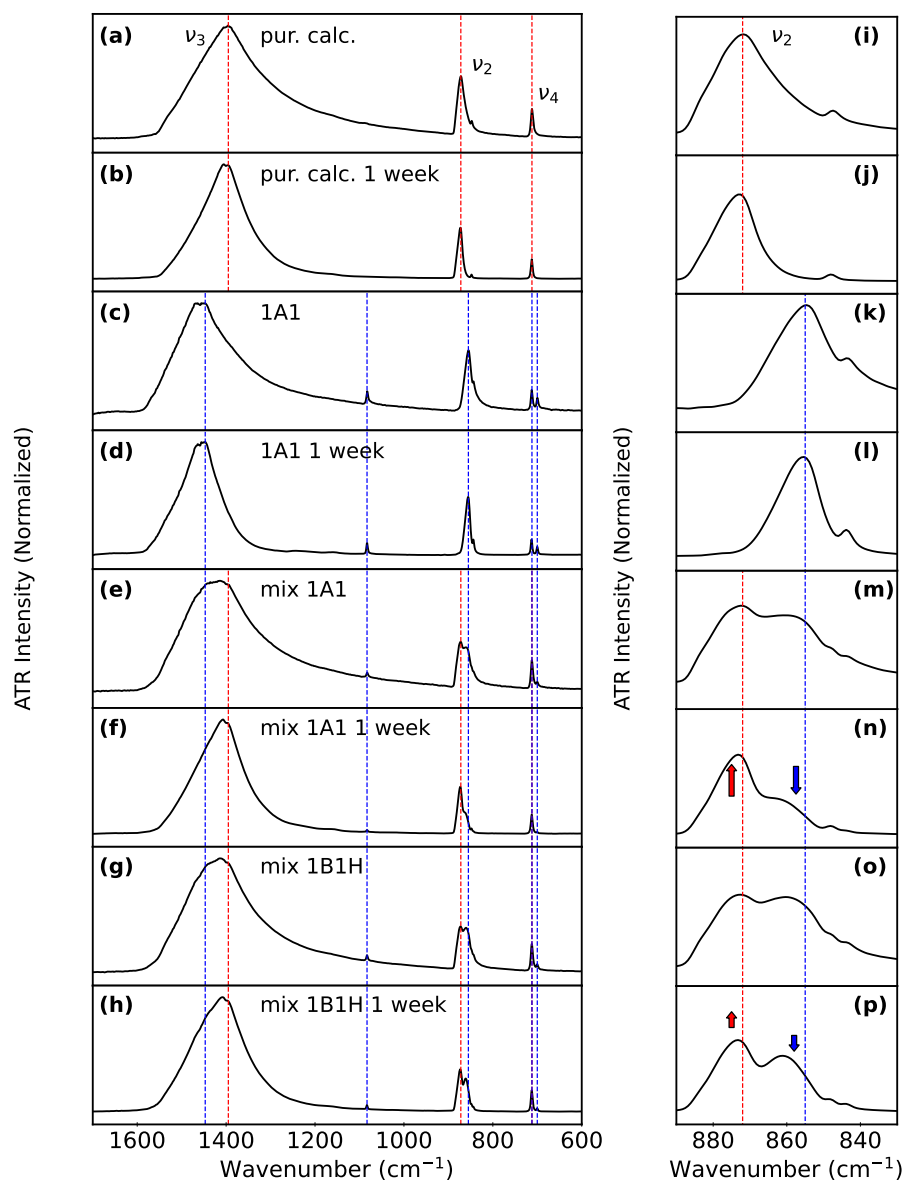 (a) ν3 pur. calc. ν2 ν4
(b) pur. calc. 1 week
(c) 1A1
(d) 1A1 1 week
(e) mix 1A1
(f) mix 1A1 1 week
(g) mix 1B1H
(h) mix 1B1H 1 week
ATR Intensity (Normalized)
1600 1400 1200 1000 800 600
Wavenumber (cm⁻¹)
ν2 (i)
(j)
(k)
(l)
(m)
(n)
(o)
(p)
ATR Intensity (Normalized)
880 860 840
Wavenumber (cm⁻¹)